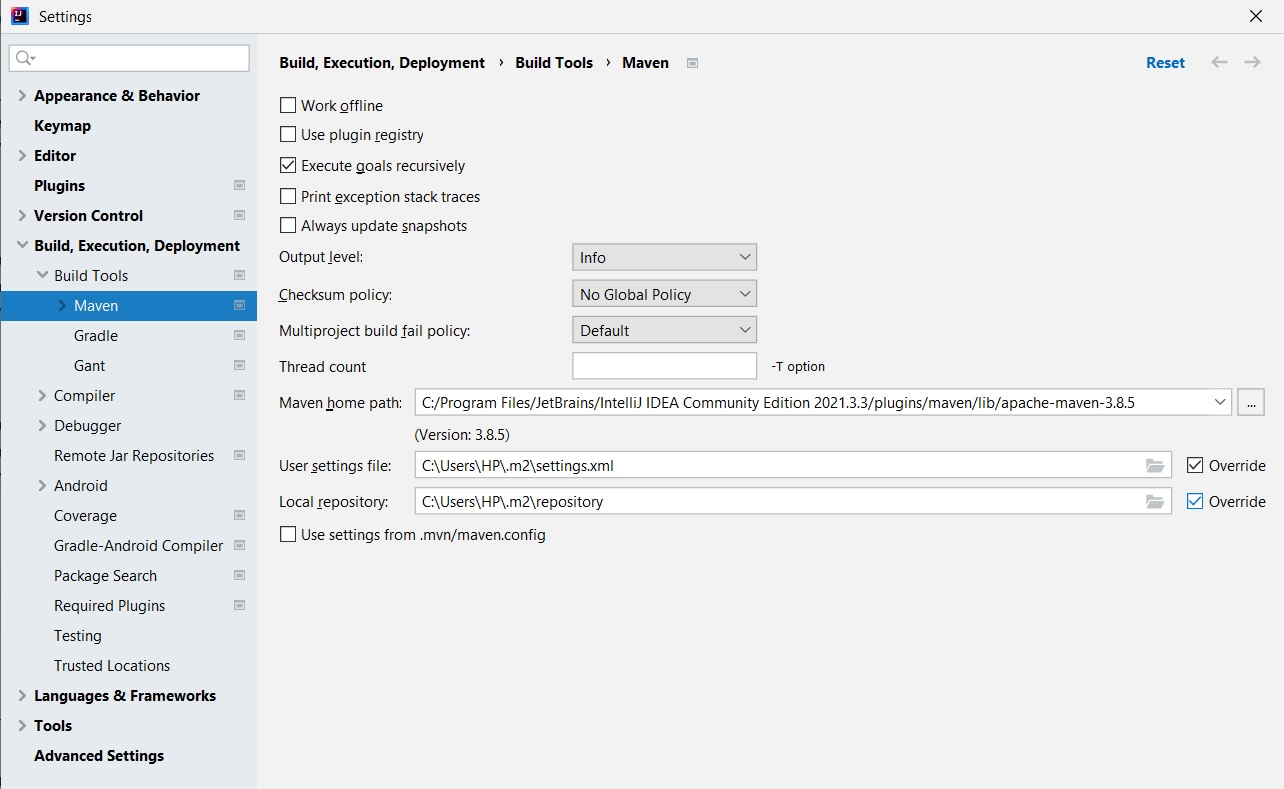 Settings
Appearance & Behavior
Keymap
Editor
Plugins
Version Control
Build, Execution, Deployment
Build Tools
Maven
Gradle
Gant
Compiler
Debugger
Remote Jar Repositories
Android
Coverage
Gradle-Android Compiler
Package Search
Required Plugins
Testing
Trusted Locations
Languages & Frameworks
Tools
Advanced Settings
Build, Execution, Deployment › Build Tools › Maven Reset
Work offline
Use plugin registry
Execute goals recursively
Print exception stack traces
Always update snapshots
Output level: Info
Checksum policy: No Global Policy
Multiproject build fail policy: Default
Thread count -T option
Maven home path: C:/Program Files/JetBrains/IntelliJ IDEA Community Edition 2021.3.3/plugins/maven/lib/apache-maven-3.8.5 ...
(Version: 3.8.5)
User settings file: C:\Users\HP\.m2\settings.xml Override
Local repository: C:\Users\HP\.m2\repository Override
Use settings from .mvn/maven.config